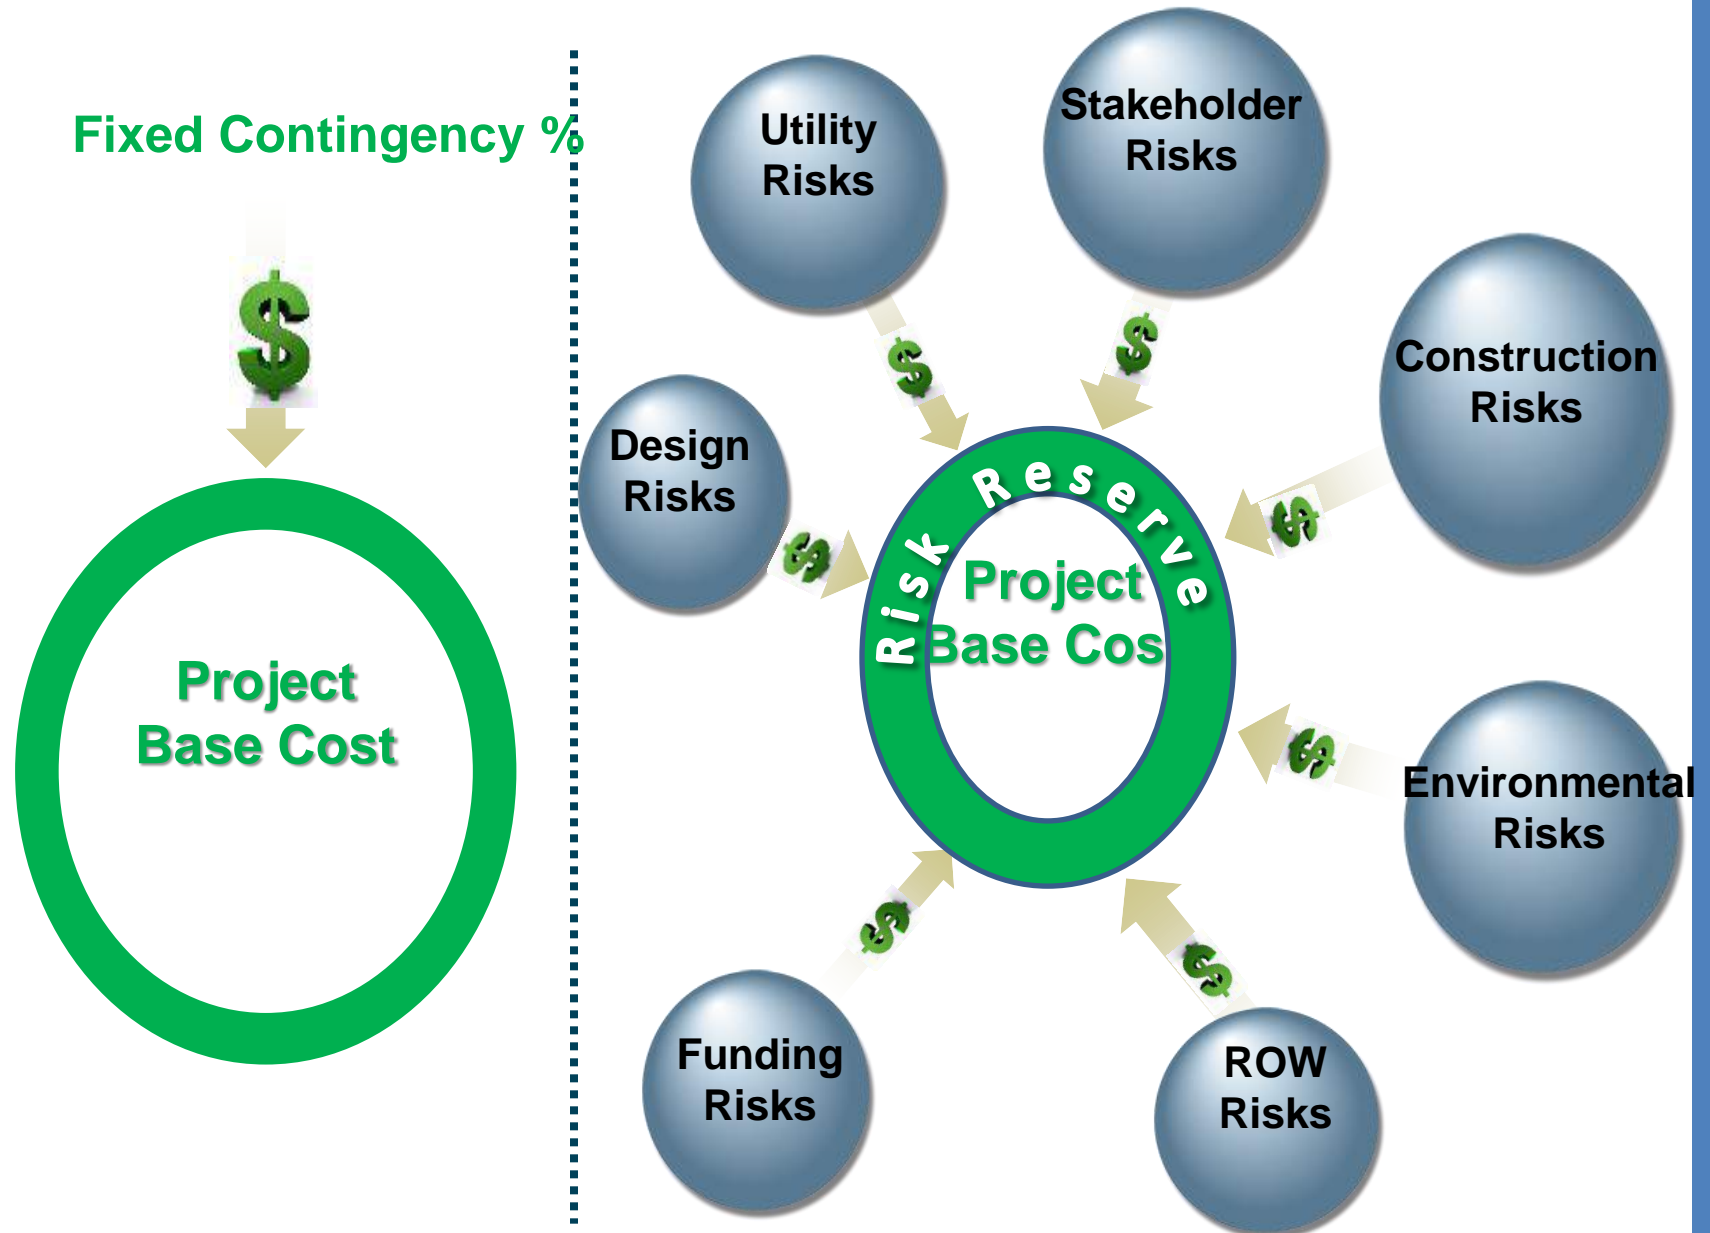 Fixed Contingency %
Project
Base Cost
Utility
Risks
Stakeholder
Risks
Construction
Risks
Design
Risks
Risk Reserve
Project
Base Cos
Environmental
Risks
Funding
Risks
ROW
Risks